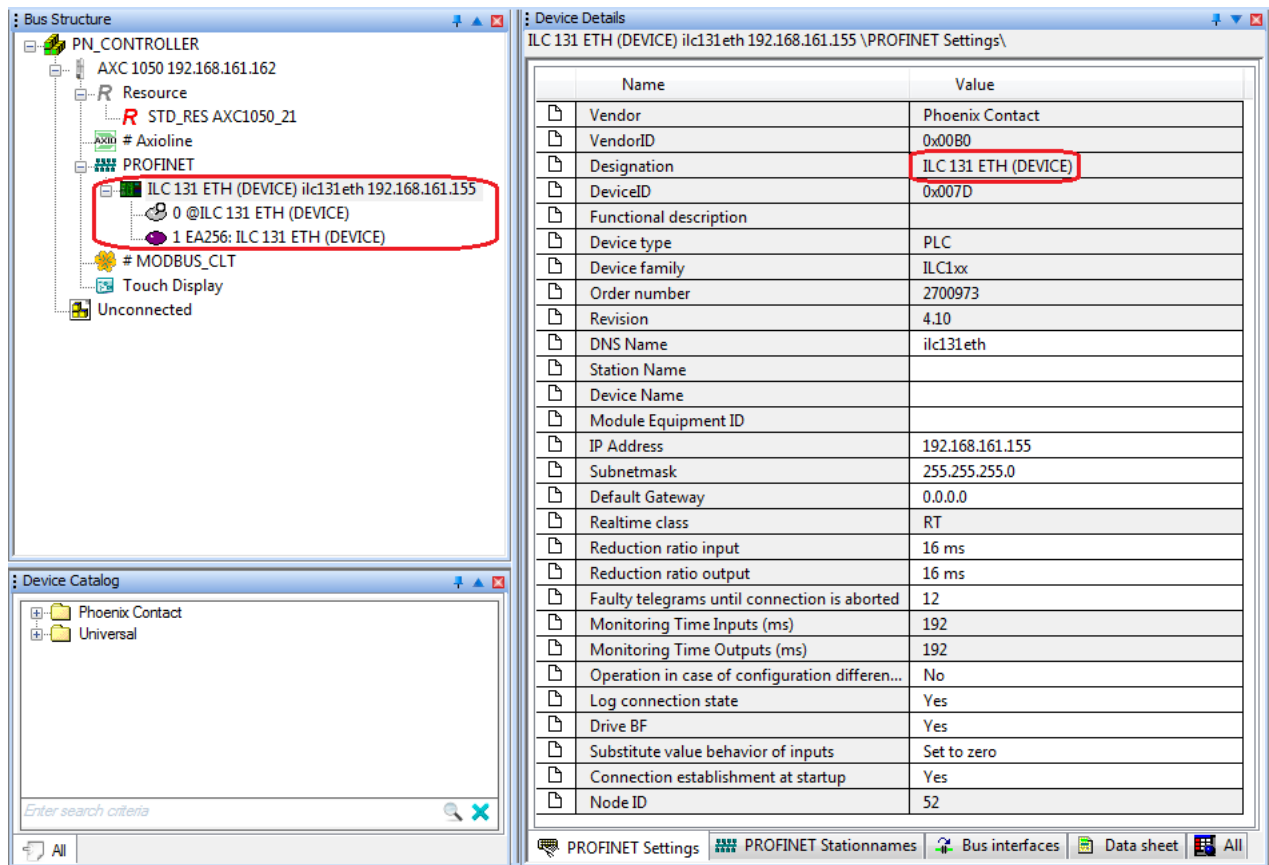 Bus Structure
PN_CONTROLLER
AXC 1050 192.168.161.162
R Resource
R STD_RES AXC1050_21
AXIO # Axioline
PROFINET
ILC 131 ETH (DEVICE) ilc131eth 192.168.161.155
0 @ILC 131 ETH (DEVICE)
1 EA256: ILC 131 ETH (DEVICE)
# MODBUS_CLT
Touch Display
Unconnected
Device Catalog
Phoenix Contact
Universal
Enter search criteria
All
Device Details
ILC 131 ETH (DEVICE) ilc131eth 192.168.161.155 \PROFINET Settings\
Name Value
Vendor Phoenix Contact
VendorID 0x00B0
Designation ILC 131 ETH (DEVICE)
DeviceID 0x007D
Functional description
Device type PLC
Device family ILC1xx
Order number 2700973
Revision 4.10
DNS Name ilc131eth
Station Name
Device Name
Module Equipment ID
IP Address 192.168.161.155
Subnetmask 255.255.255.0
Default Gateway 0.0.0.0
Realtime class RT
Reduction ratio input 16 ms
Reduction ratio output 16 ms
Faulty telegrams until connection is aborted 12
Monitoring Time Inputs (ms) 192
Monitoring Time Outputs (ms) 192
Operation in case of configuration differen... No
Log connection state Yes
Drive BF Yes
Substitute value behavior of inputs Set to zero
Connection establishment at startup Yes
Node ID 52
PROFINET Settings PROFINET Stationnames Bus interfaces Data sheet All